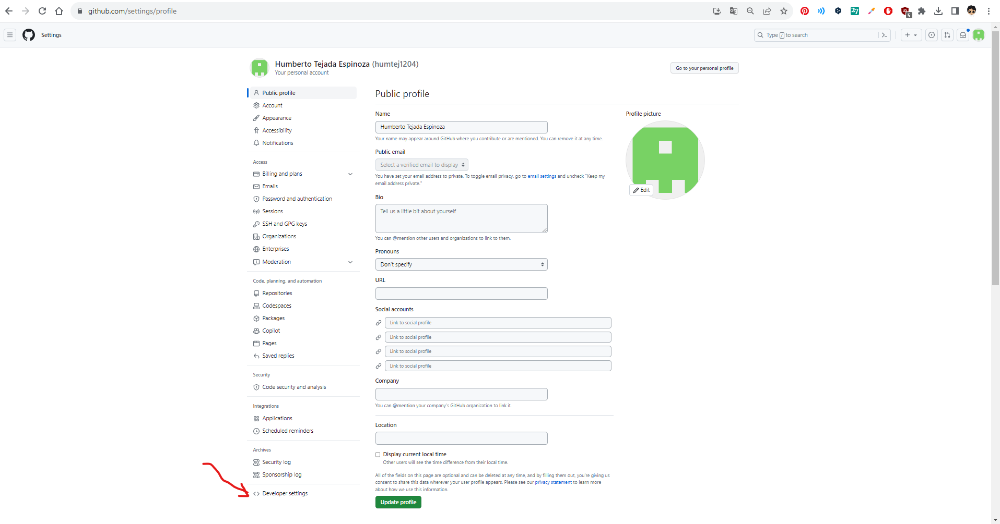 github.com/settings/profile
27
5
Settings
Type / to search
Humberto Tejada Espinoza (humtej1204)
Your personal account
Go to your personal profile
Public profile
Account
Appearance
Accessibility
Notifications
Access
Billing and plans
Emails
Password and authentication
Sessions
SSH and GPG keys
Organizations
Enterprises
Moderation
Code, planning, and automation
Repositories
Codespaces
Packages
Copilot
Pages
Saved replies
Security
Code security and analysis
Integrations
Applications
Scheduled reminders
Archives
Security log
Sponsorship log
Developer settings
Public profile
Name
Humberto Tejada Espinoza
Your name may appear around GitHub where you contribute or are mentioned. You can remove it at any time.
Public email
Select a verified email to display
You have set your email address to private. To toggle email privacy, go to email settings and uncheck "Keep my
email address private."
Bio
Tell us a little bit about yourself
You can @mention other users and organizations to link to them.
Pronouns
Don't specify
URL
Social accounts
Link to social profile
Link to social profile
Link to social profile
Link to social profile
Company
You can @mention your company's GitHub organization to link it.
Location
Display current local time
Other users will see the time difference from their local time.
All of the fields on this page are optional and can be deleted at any time, and by filling them out, you're giving us
consent to share this data wherever your user profile appears. Please see our privacy statement to learn more
about how we use this information.
Update profile
Profile picture
Edit